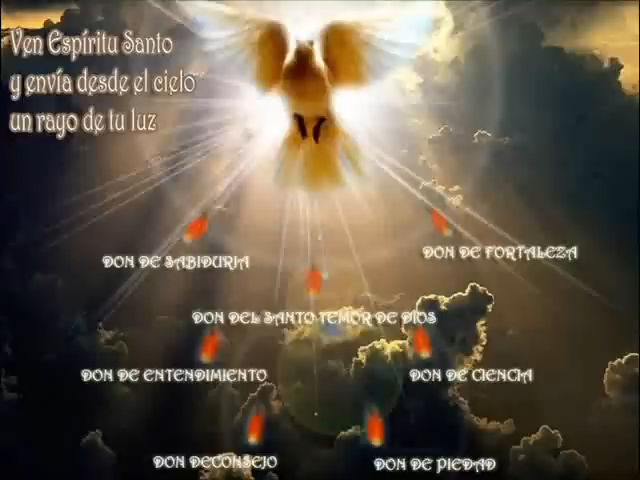 Ven Espíritu Santo
y envía desde el cielo
un rayo de tu luz
DON DE SABIDURIA
DON DE FORTALEZA
DON DEL SANTO TEMOR DE DIOS
DON DE ENTENDIMIENTO
DON DE CIENCIA
DON DECONSEJO
DON DE PIEDAD